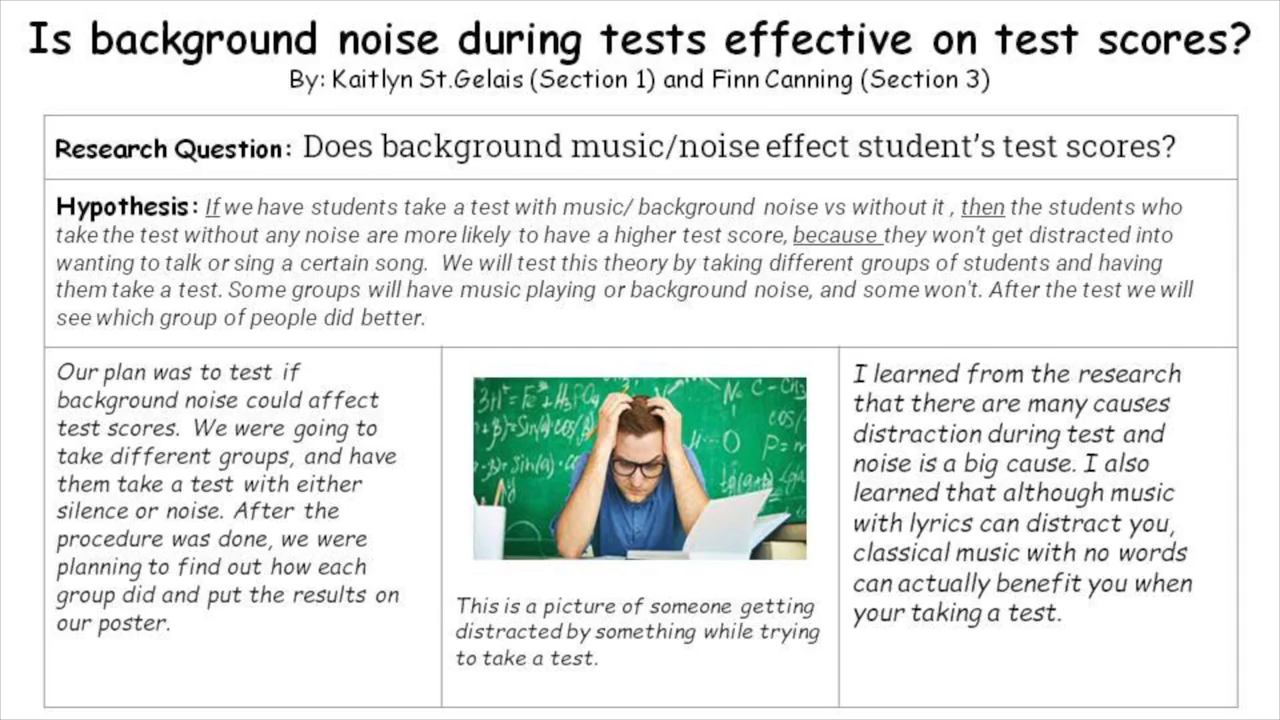 Is background noise during tests effective on test scores?
By: Kaitlyn St.Gelais (Section 1) and Finn Canning (Section 3)
Research Question: Does background music/noise effect student's test scores?
Hypothesis: If we have students take a test with music/ background noise vs without it , then the students who
take the test without any noise are more likely to have a higher test score, because they won't get distracted into
wanting to talk or sing a certain song. We will test this theory by taking different groups of students and having
them take a test. Some groups will have music playing or background noise, and some won't. After the test we will
see which group of people did better.
Our plan was to test if
background noise could affect
test scores. We were going to
take different groups, and have
them take a test with either
silence or noise. After the
procedure was done, we were
planning to find out how each
group did and put the results on
our poster.
This is a picture of someone getting
distracted by something while trying
to take a test.
I learned from the research
that there are many causes
distraction during test and
noise is a big cause. I also
learned that although music
with lyrics can distract you,
classical music with no words
can actually benefit you when
your taking a test.